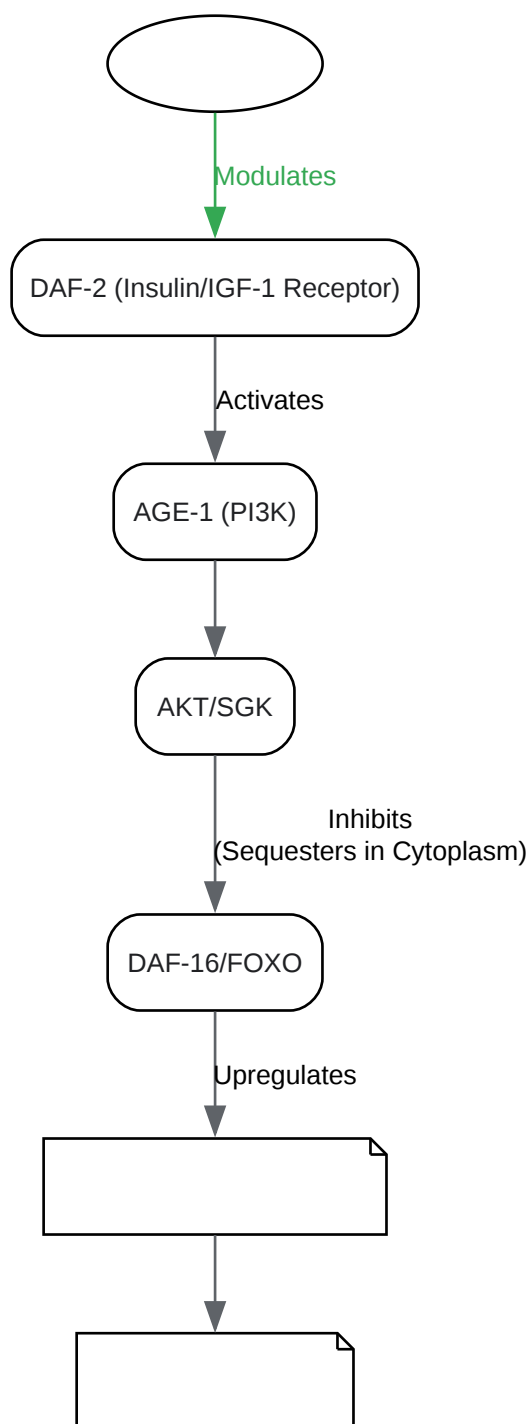 Modulates
DAF-2 (Insulin/IGF-1 Receptor)
Activates
AGE-1 (PI3K)
AKT/SGK
Inhibits
(Sequesters in Cytoplasm)
DAF-16/FOXO
Upregulates